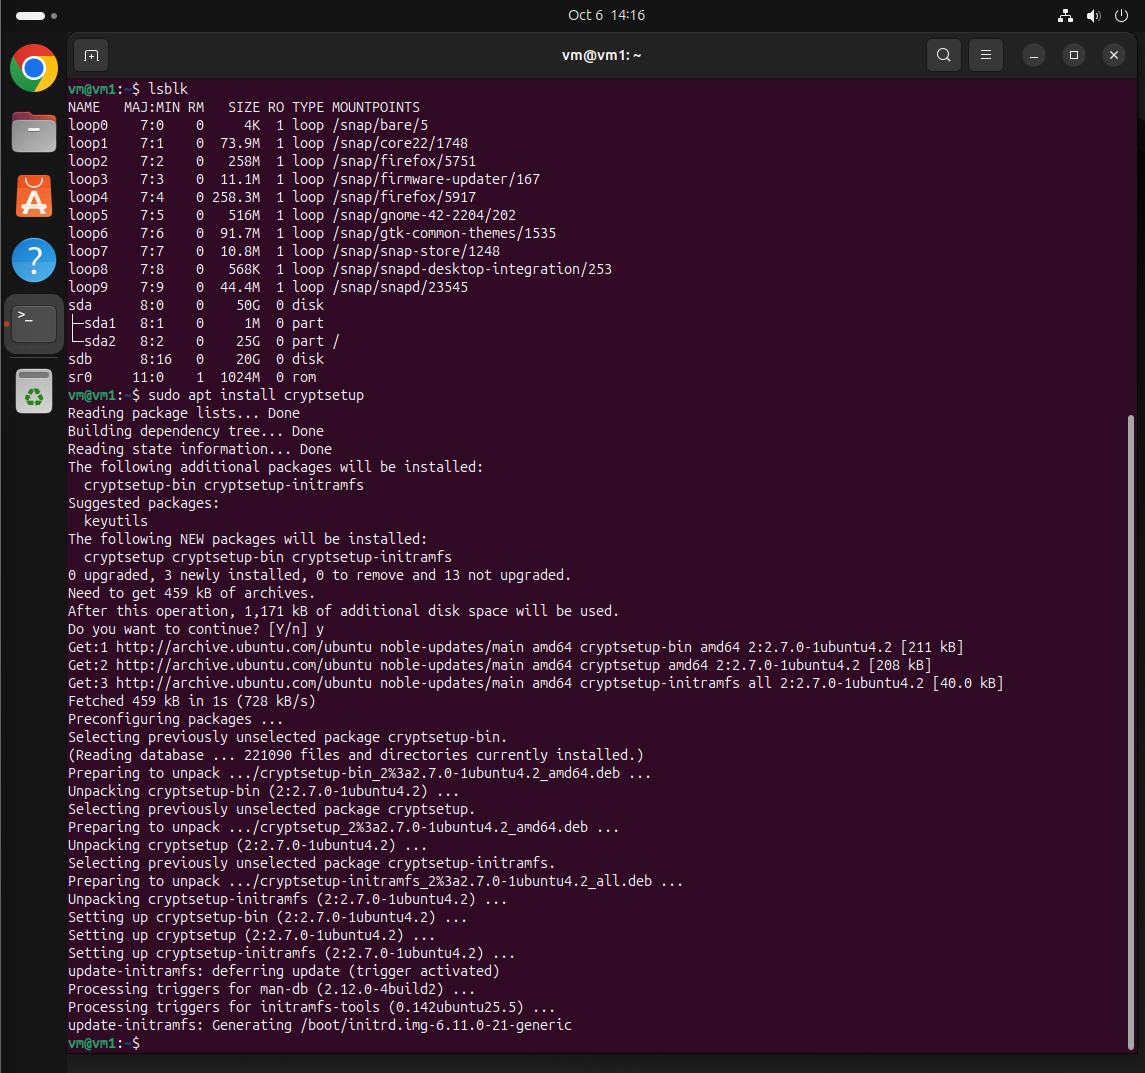 Oct 6 14:16
vm@vm1: ~
vm@vm1:~$ lsblk
NAME   MAJ:MIN RM   SIZE RO TYPE MOUNTPOINTS
loop0    7:0    0     4K  1 loop /snap/bare/5
loop1    7:1    0  73.9M  1 loop /snap/core22/1748
loop2    7:2    0   258M  1 loop /snap/firefox/5751
loop3    7:3    0  11.1M  1 loop /snap/firmware-updater/167
loop4    7:4    0 258.3M  1 loop /snap/firefox/5917
loop5    7:5    0   516M  1 loop /snap/gnome-42-2204/202
loop6    7:6    0  91.7M  1 loop /snap/gtk-common-themes/1535
loop7    7:7    0  10.8M  1 loop /snap/snap-store/1248
loop8    7:8    0   568K  1 loop /snap/snapd-desktop-integration/253
loop9    7:9    0  44.4M  1 loop /snap/snapd/23545
sda      8:0    0    50G  0 disk
├─sda1   8:1    0     1M  0 part
└─sda2   8:2    0    25G  0 part /
sdb      8:16   0    20G  0 disk
sr0     11:0    1  1024M  0 rom
vm@vm1:~$ sudo apt install cryptsetup
Reading package lists... Done
Building dependency tree... Done
Reading state information... Done
The following additional packages will be installed:
  cryptsetup-bin cryptsetup-initramfs
Suggested packages:
  keyutils
The following NEW packages will be installed:
  cryptsetup cryptsetup-bin cryptsetup-initramfs
0 upgraded, 3 newly installed, 0 to remove and 13 not upgraded.
Need to get 459 kB of archives.
After this operation, 1,171 kB of additional disk space will be used.
Do you want to continue? [Y/n] y
Get:1 http://archive.ubuntu.com/ubuntu noble-updates/main amd64 cryptsetup-bin amd64 2:2.7.0-1ubuntu4.2 [211 kB]
Get:2 http://archive.ubuntu.com/ubuntu noble-updates/main amd64 cryptsetup amd64 2:2.7.0-1ubuntu4.2 [208 kB]
Get:3 http://archive.ubuntu.com/ubuntu noble-updates/main amd64 cryptsetup-initramfs all 2:2.7.0-1ubuntu4.2 [40.0 kB]
Fetched 459 kB in 1s (728 kB/s)
Preconfiguring packages ...
Selecting previously unselected package cryptsetup-bin.
(Reading database ... 221090 files and directories currently installed.)
Preparing to unpack .../cryptsetup-bin_2%3a2.7.0-1ubuntu4.2_amd64.deb ...
Unpacking cryptsetup-bin (2:2.7.0-1ubuntu4.2) ...
Selecting previously unselected package cryptsetup.
Preparing to unpack .../cryptsetup_2%3a2.7.0-1ubuntu4.2_amd64.deb ...
Unpacking cryptsetup (2:2.7.0-1ubuntu4.2) ...
Selecting previously unselected package cryptsetup-initramfs.
Preparing to unpack .../cryptsetup-initramfs_2%3a2.7.0-1ubuntu4.2_all.deb ...
Unpacking cryptsetup-initramfs (2:2.7.0-1ubuntu4.2) ...
Setting up cryptsetup-bin (2:2.7.0-1ubuntu4.2) ...
Setting up cryptsetup (2:2.7.0-1ubuntu4.2) ...
Setting up cryptsetup-initramfs (2:2.7.0-1ubuntu4.2) ...
update-initramfs: deferring update (trigger activated)
Processing triggers for man-db (2.12.0-4build2) ...
Processing triggers for initramfs-tools (0.142ubuntu25.5) ...
update-initramfs: Generating /boot/initrd.img-6.11.0-21-generic
vm@vm1:~$